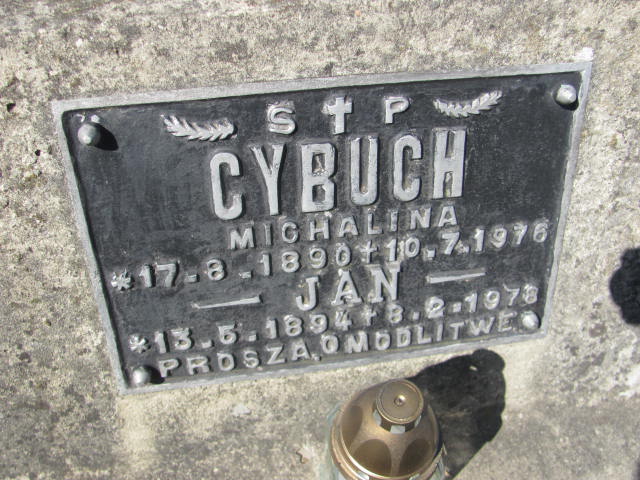 S ✝ P
CYBUCH
MICHALINA
*17.8.1890+10.7.1976
JAN
*13.5.1894+8.2.1978
PROSZĄ O MODLITWĘ